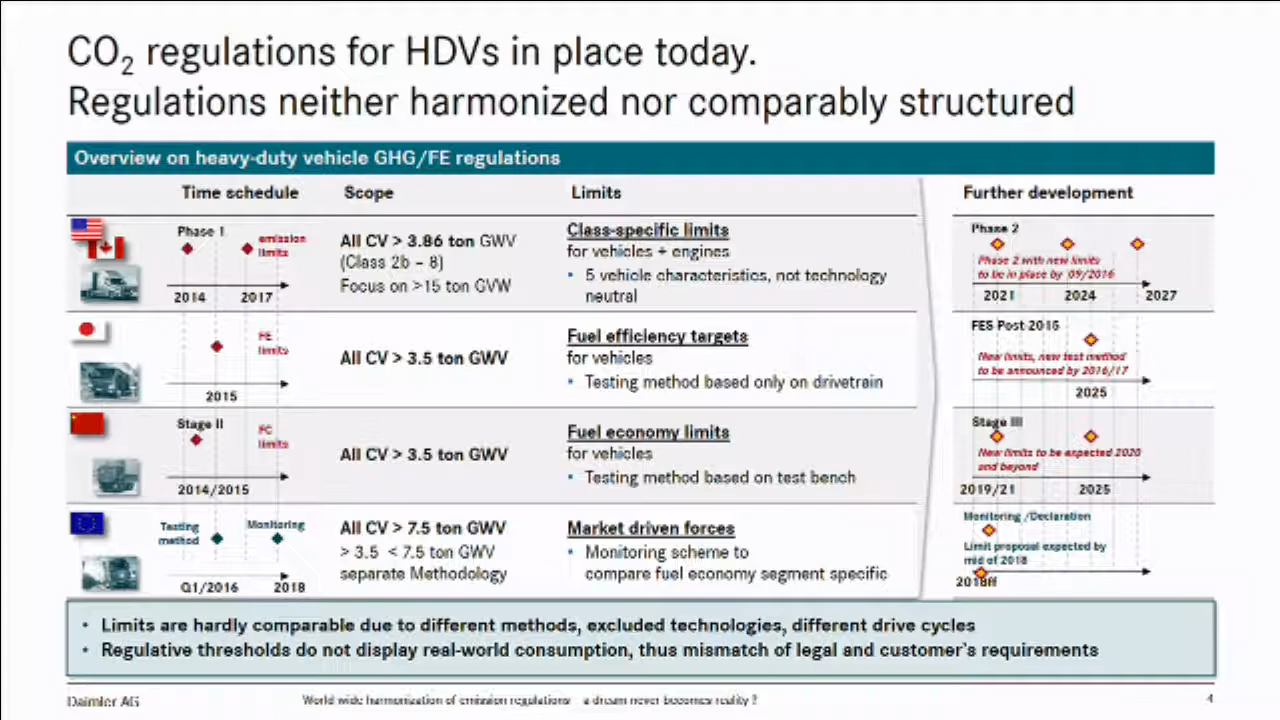 CO2 regulations for HDVs in place today.
Regulations neither harmonized nor comparably structured
Overview on heavy-duty vehicle GHG/FE regulations
Time schedule Scope Limits Further development
Phase 1
emission
limits
2014 2017
All CV > 3.86 ton GWV
(Class 2b – 8)
Focus on >15 ton GVW
Class-specific limits
for vehicles + engines
• 5 vehicle characteristics, not technology
neutral
Phase 2
Phase 2 with new limits
to be in place by 09/2016
2021 2024 2027
FE
limits
2015
All CV > 3.5 ton GWV
Fuel efficiency targets
for vehicles
• Testing method based only on drivetrain
FES Post 2015
New limits, new test method
to be announced by 2016/17
2025
Stage II
FC
limits
2014/2015
All CV > 3.5 ton GWV
Fuel economy limits
for vehicles
• Testing method based on test bench
Stage III
New limits to be expected 2020
and beyond
2019/21 2025
Testing
method
Monitoring
Q1/2016 2018
All CV > 7.5 ton GWV
> 3.5 < 7.5 ton GWV
separate Methodology
Market driven forces
• Monitoring scheme to
compare fuel economy segment specific
Monitoring /Declaration
Limit proposal expected by
mid of 2018
2018ff
• Limits are hardly comparable due to different methods, excluded technologies, different drive cycles
• Regulative thresholds do not display real-world consumption, thus mismatch of legal and customer's requirements
Daimler AG World wide harmonization of emission regulations a dream never becomes reality ? 4